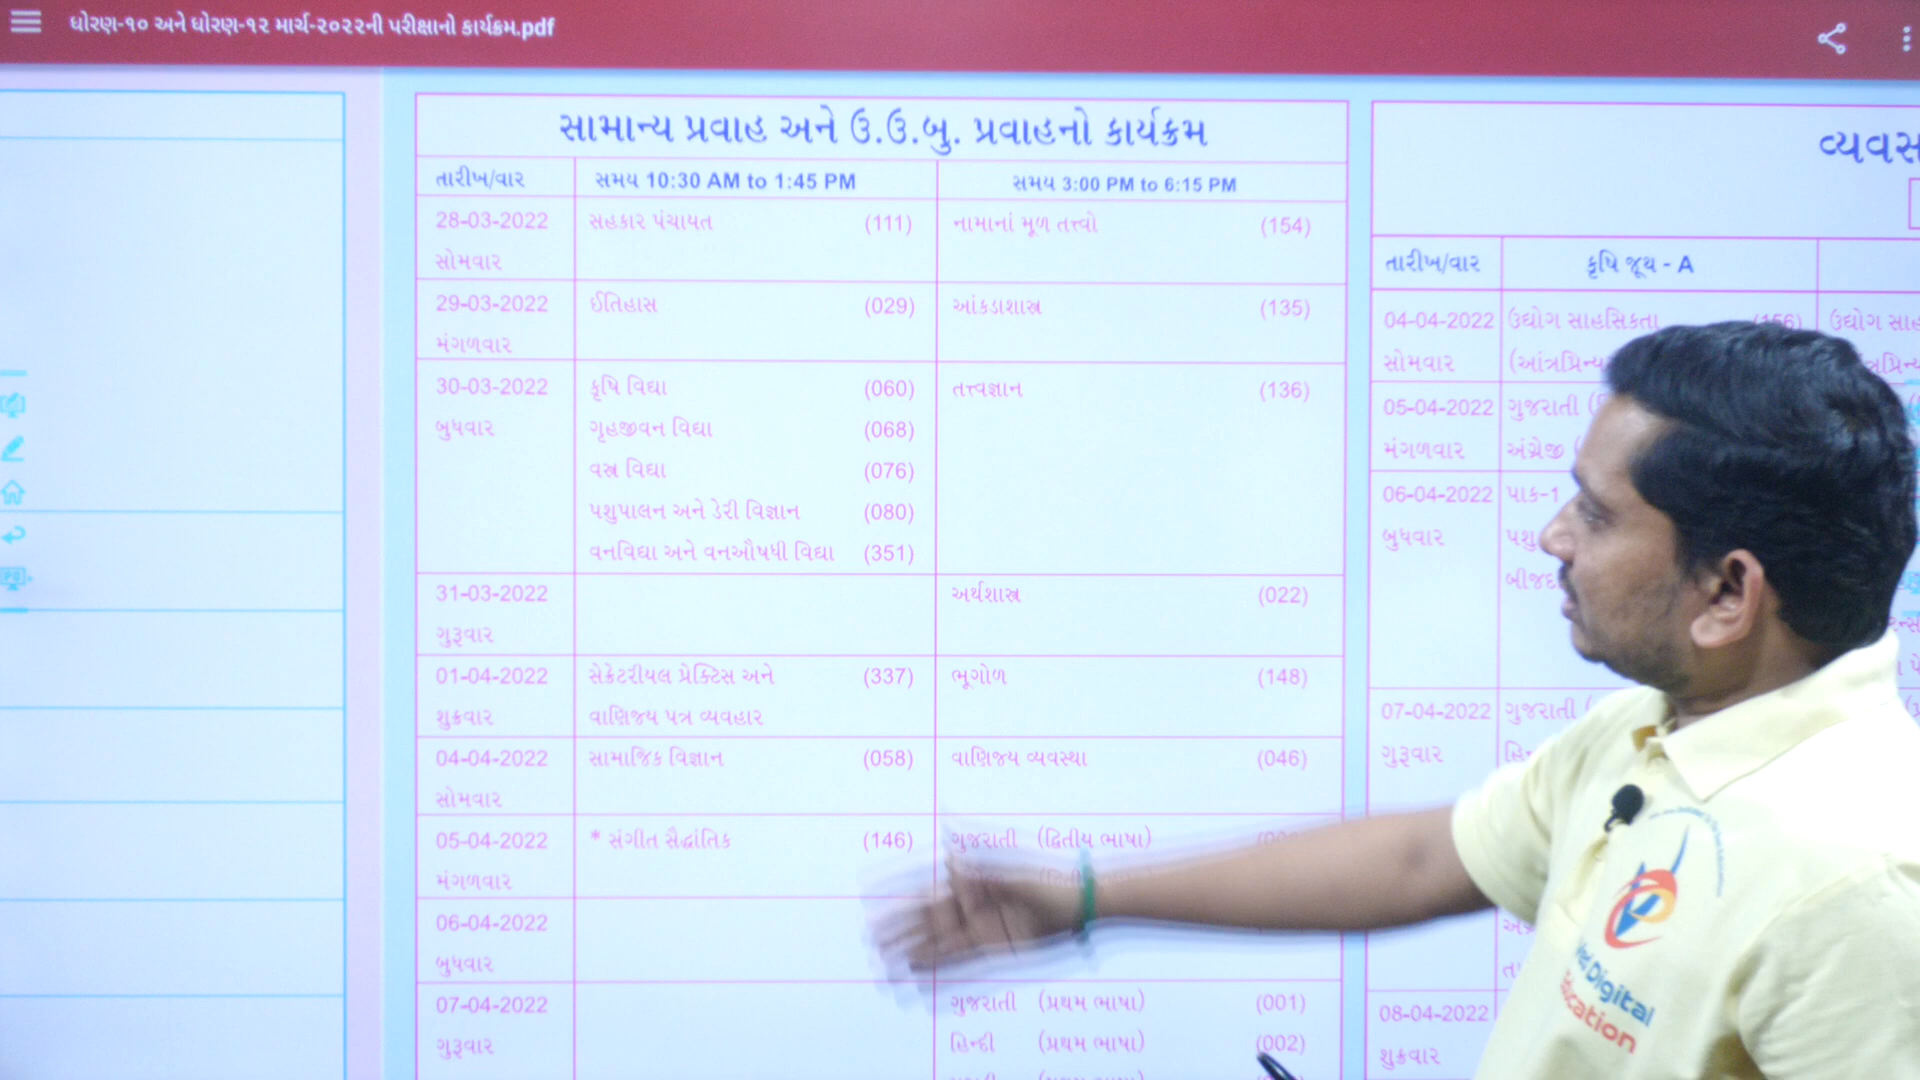 ધોરણ-૧૦ અને ધોરણ-૧૨ માર્ચ-૨૦૨૨ની પરીક્ષાનો કાર્યક્રમ.pdf
સામાન્ય પ્રવાહ અને ઉ.ઉ.બુ. પ્રવાહનો કાર્યક્રમ
તારીખ/વાર સમય 10:30 AM to 1:45 PM સમય 3:00 PM to 6:15 PM
28-03-2022 સહકાર પંચાયત (111) નામાનાં મૂળ તત્ત્વો (154)
સોમવાર
29-03-2022 ઈતિહાસ (029) આંકડાશાસ્ત્ર (135)
મંગળવાર
30-03-2022 કૃષિ વિદ્યા (060) તત્ત્વજ્ઞાન (136)
બુધવાર ગૃહજીવન વિદ્યા (068)
વસ્ત્ર વિદ્યા (076)
પશુપાલન અને ડેરી વિજ્ઞાન (080)
વનવિદ્યા અને વનઔષધી વિદ્યા (351)
31-03-2022 અર્થશાસ્ત્ર (022)
ગુરૂવાર
01-04-2022 સેક્રેટરીયલ પ્રેક્ટિસ અને (337) ભૂગોળ (148)
શુક્રવાર વાણિજ્ય પત્ર વ્યવહાર
04-04-2022 સામાજિક વિજ્ઞાન (058) વાણિજ્ય વ્યવસ્થા (046)
સોમવાર
05-04-2022 * સંગીત સૈદ્ધાંતિક (146) ગુજરાતી (દ્વિતીય ભાષા)
મંગળવાર
06-04-2022
બુધવાર
07-04-2022 ગુજરાતી (પ્રથમ ભાષા) (001)
ગુરૂવાર હિન્દી (પ્રથમ ભાષા) (002)
તારીખ/વાર કૃષિ જૂથ - A
04-04-2022 ઉદ્યોગ સાહસિકતા (156) ઉદ્યોગ
સોમવાર
05-04-2022 ગુજરાતી
મંગળવાર અંગ્રેજી
06-04-2022 પાક-1
બુધવાર
07-04-2022 ગુજરાતી
ગુરૂવાર
08-04-2022
શુક્રવાર
Digital